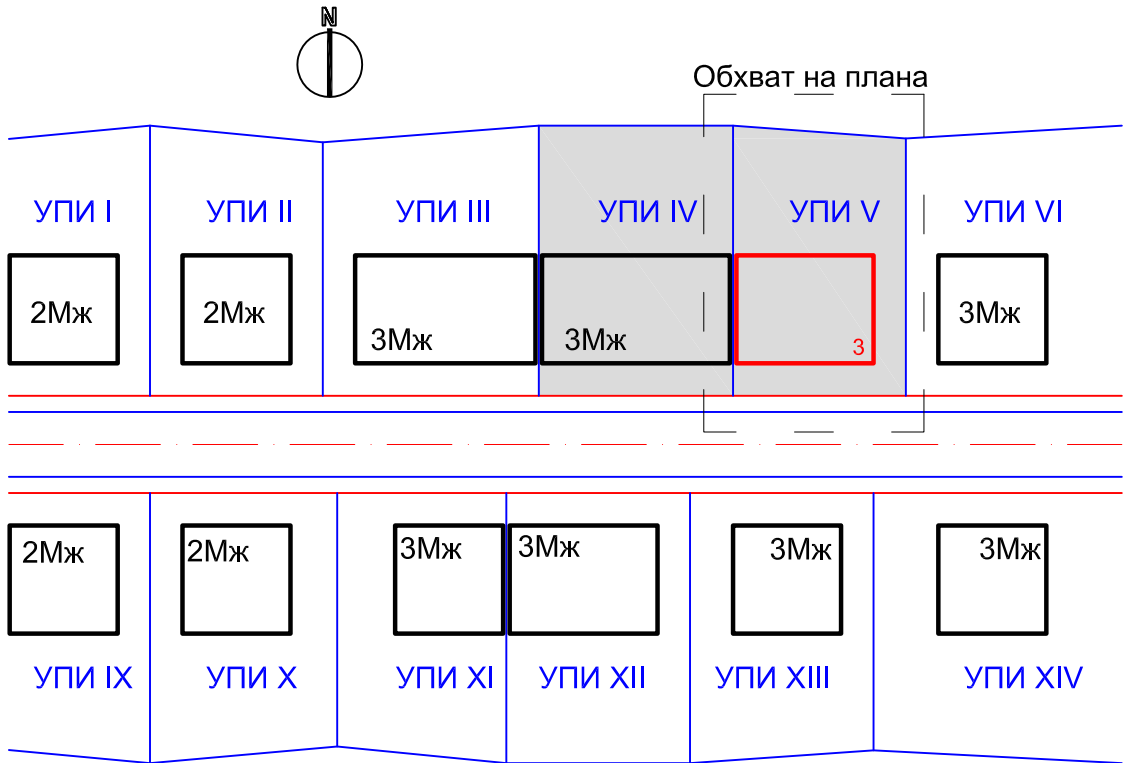 N
Обхват на плана
УПИ I УПИ II УПИ III УПИ IV УПИ V УПИ VI
2Мж 2Мж 3Мж 3Мж 3 3Мж
2Мж 2Мж 3Мж 3Мж 3Мж 3Мж
УПИ IX УПИ X УПИ XI УПИ XII УПИ XIII УПИ XIV